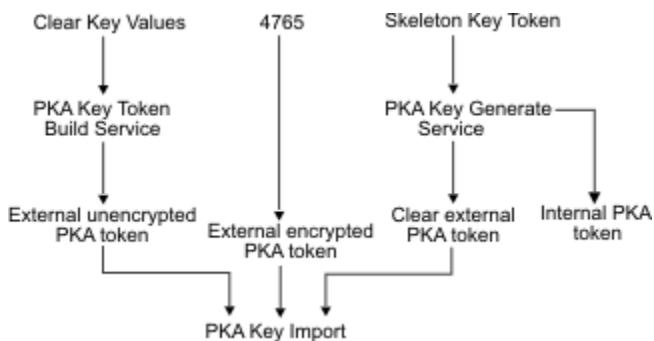 Clear Key Values
4765
Skeleton Key Token
PKA Key Token
Build Service
PKA Key Generate
Service
External unencrypted
PKA token
External encrypted
PKA token
Clear external
PKA token
Internal PKA
token
PKA Key Import